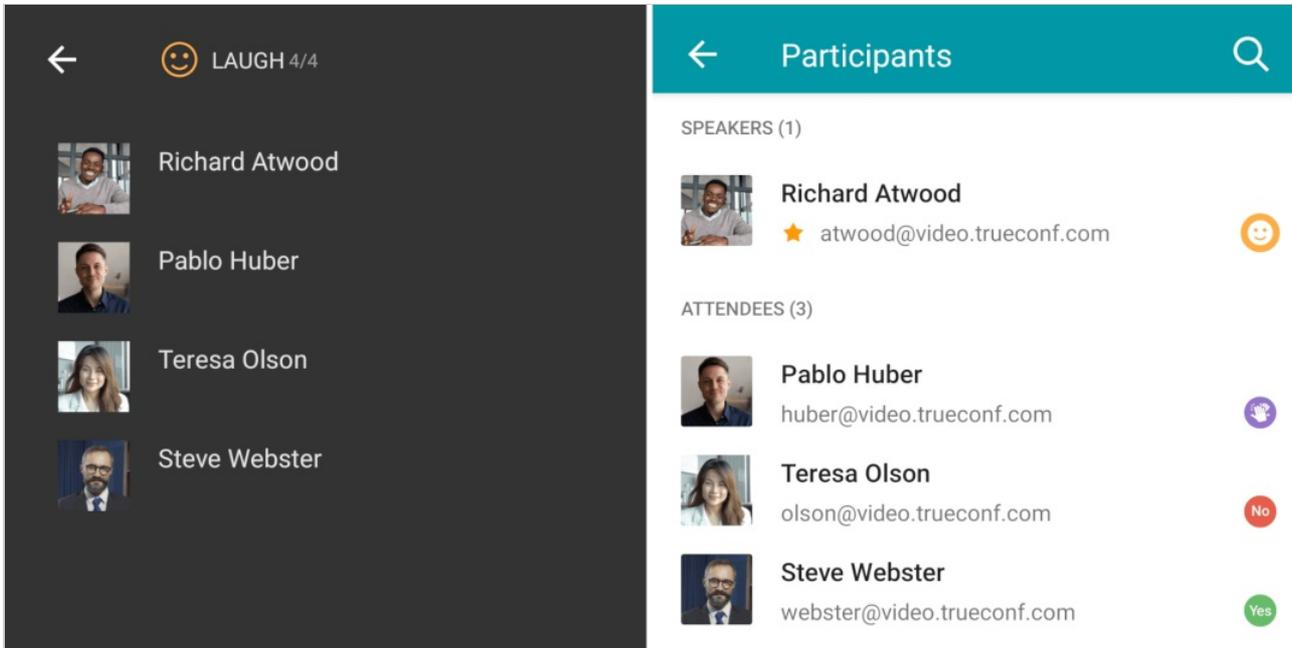 LAUGH 4/4
Richard Atwood
Pablo Huber
Teresa Olson
Steve Webster
Participants
SPEAKERS (1)
Richard Atwood
atwood@video.trueconf.com
ATTENDEES (3)
Pablo Huber
huber@video.trueconf.com
Teresa Olson
olson@video.trueconf.com
No
Steve Webster
webster@video.trueconf.com
Yes